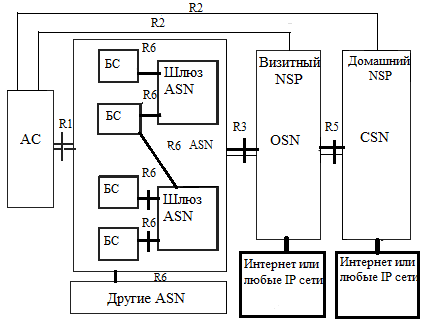 R2
R2
R6
БС
Шлюз
ASN
R6
БС
Визитный
NSP
Домашний
NSP
АС
R1
R6 ASN
R3
OSN
R5
CSN
R6
БС
Шлюз
ASN
R6
БС
R6
Другие ASN
Интернет или
любые IP сети
Интернет или
любые IP сети